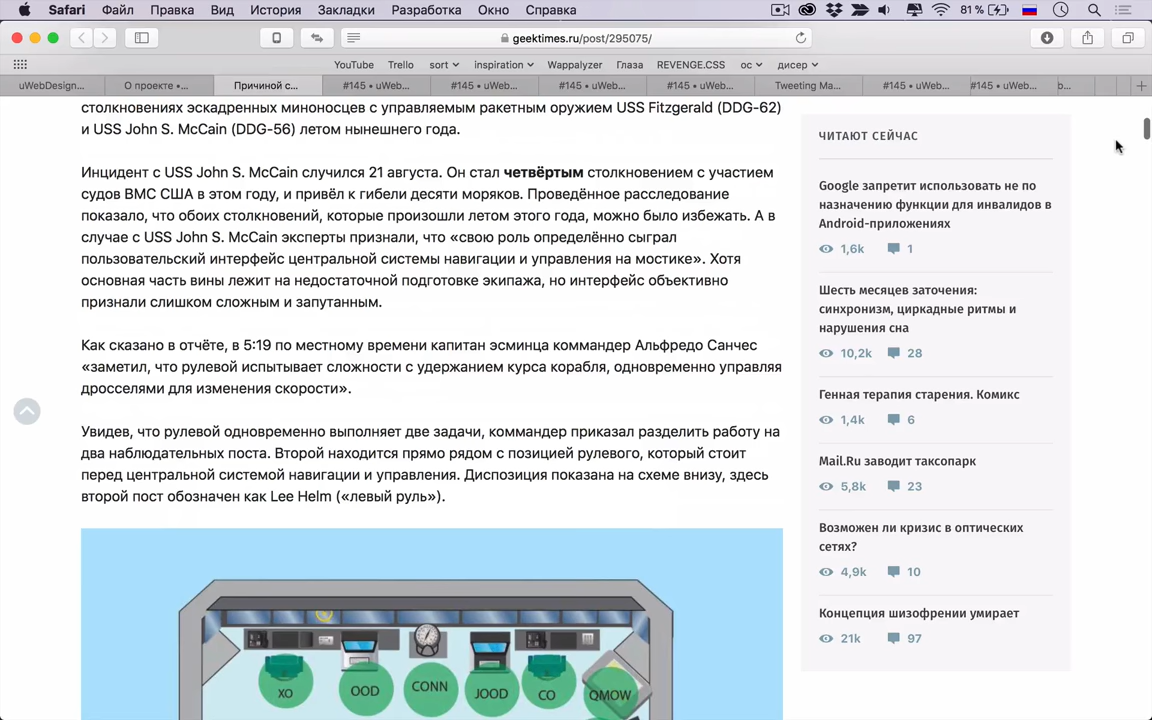 Safari Файл Правка Вид История Закладки Разработка Окно Справка 81 %
geektimes.ru/post/295075/
YouTube Trello sort inspiration Wappalyzer Глаза REVENGE.CSS ос дисер
uWebDesign... О проекте •... Причиной с... #145 • uWeb... #145 • uWeb... #145 • uWeb... #145 • uWeb... Tweeting Ma... #145 • uWeb... #145 • uWeb... b...
столкновениях эскадренных миноносцев с управляемым ракетным оружием USS Fitzgerald (DDG-62)
и USS John S. McCain (DDG-56) летом нынешнего года.
Инцидент с USS John S. McCain случился 21 августа. Он стал четвёртым столкновением с участием
судов ВМС США в этом году, и привёл к гибели десяти моряков. Проведённое расследование
показало, что обоих столкновений, которые произошли летом этого года, можно было избежать. А в
случае с USS John S. McCain эксперты признали, что «свою роль определённо сыграл
пользовательский интерфейс центральной системы навигации и управления на мостике». Хотя
основная часть вины лежит на недостаточной подготовке экипажа, но интерфейс объективно
признали слишком сложным и запутанным.
Как сказано в отчёте, в 5:19 по местному времени капитан эсминца коммандер Альфредо Санчес
«заметил, что рулевой испытывает сложности с удержанием курса корабля, одновременно управляя
дросселями для изменения скорости».
Увидев, что рулевой одновременно выполняет две задачи, коммандер приказал разделить работу на
два наблюдательных поста. Второй находится прямо рядом с позицией рулевого, который стоит
перед центральной системой навигации и управления. Диспозиция показана на схеме внизу, здесь
второй пост обозначен как Lee Helm («левый руль»).
XO OOD CONN JOOD CO QMOW
ЧИТАЮТ СЕЙЧАС
Google запретит использовать не по
назначению функции для инвалидов в
Android-приложениях
1,6k 1
Шесть месяцев заточения:
синхронизм, циркадные ритмы и
нарушения сна
10,2k 28
Генная терапия старения. Комикс
1,4k 6
Mail.Ru заводит таксопарк
5,8k 23
Возможен ли кризис в оптических
сетях?
4,9k 10
Концепция шизофрении умирает
21k 97